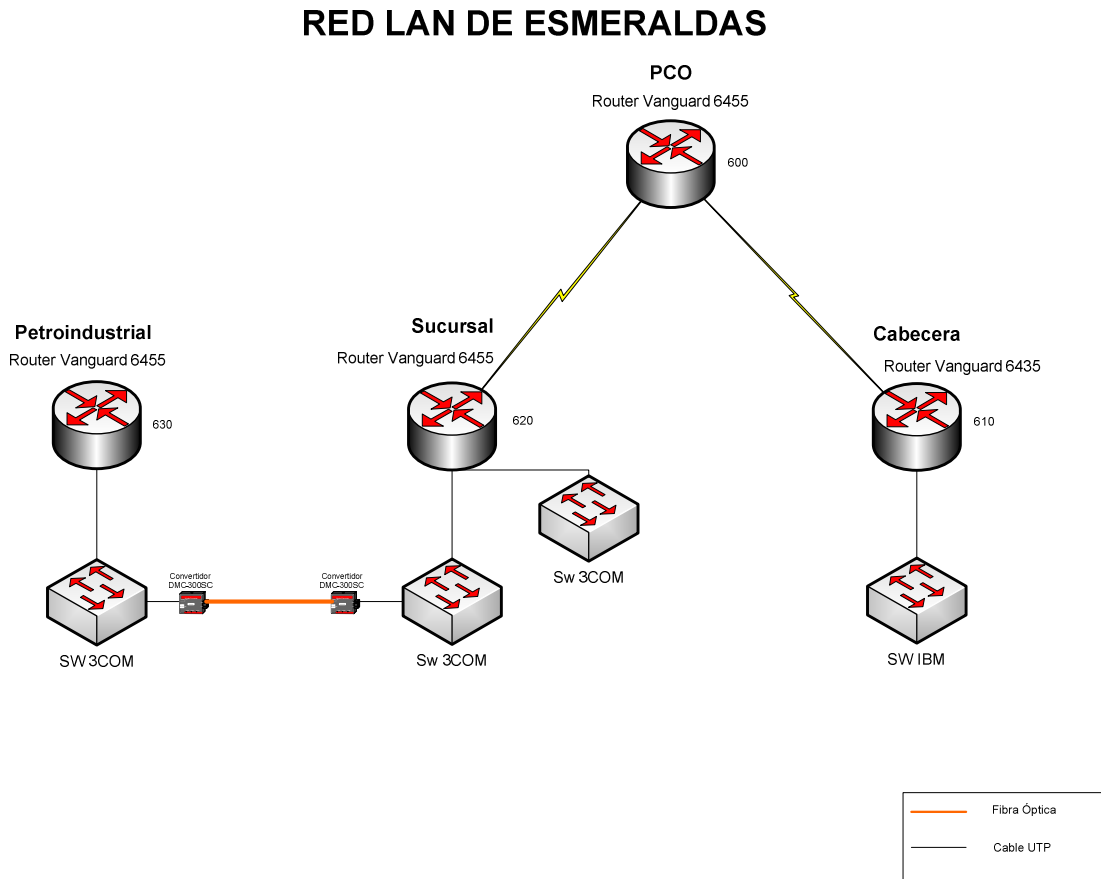 RED LAN DE ESMERALDAS
PCO
Router Vanguard 6455
600
Petroindustrial
Router Vanguard 6455
630
Sucursal
Router Vanguard 6455
620
Cabecera
Router Vanguard 6435
610
Sw 3COM
Convertidor
DMC-300SC
Convertidor
DMC-300SC
SW 3COM
Sw 3COM
SW IBM
Fibra Óptica
Cable UTP